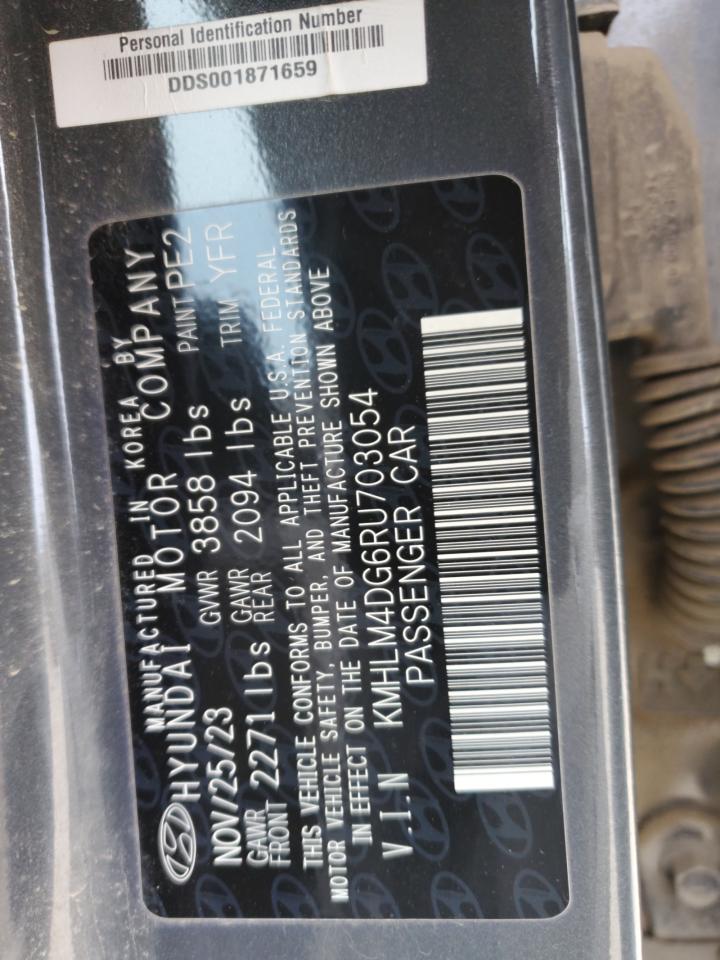 Personal Identification Number
DDS001871659
MANUFACTURED IN KOREA BY
HYUNDAI MOTOR COMPANY
NOV/25/23 GVWR 3858 lbs PAINT PE2
GAWR FRONT 2271 lbs GAWR REAR 2094 lbs TRIM YFR
THIS VEHICLE CONFORMS TO ALL APPLICABLE U.S.A. FEDERAL
MOTOR VEHICLE SAFETY, BUMPER, AND THEFT PREVENTION STANDARDS
IN EFFECT ON THE DATE OF MANUFACTURE SHOWN ABOVE
V.I.N KMHLM4DG6RU703054
PASSENGER CAR